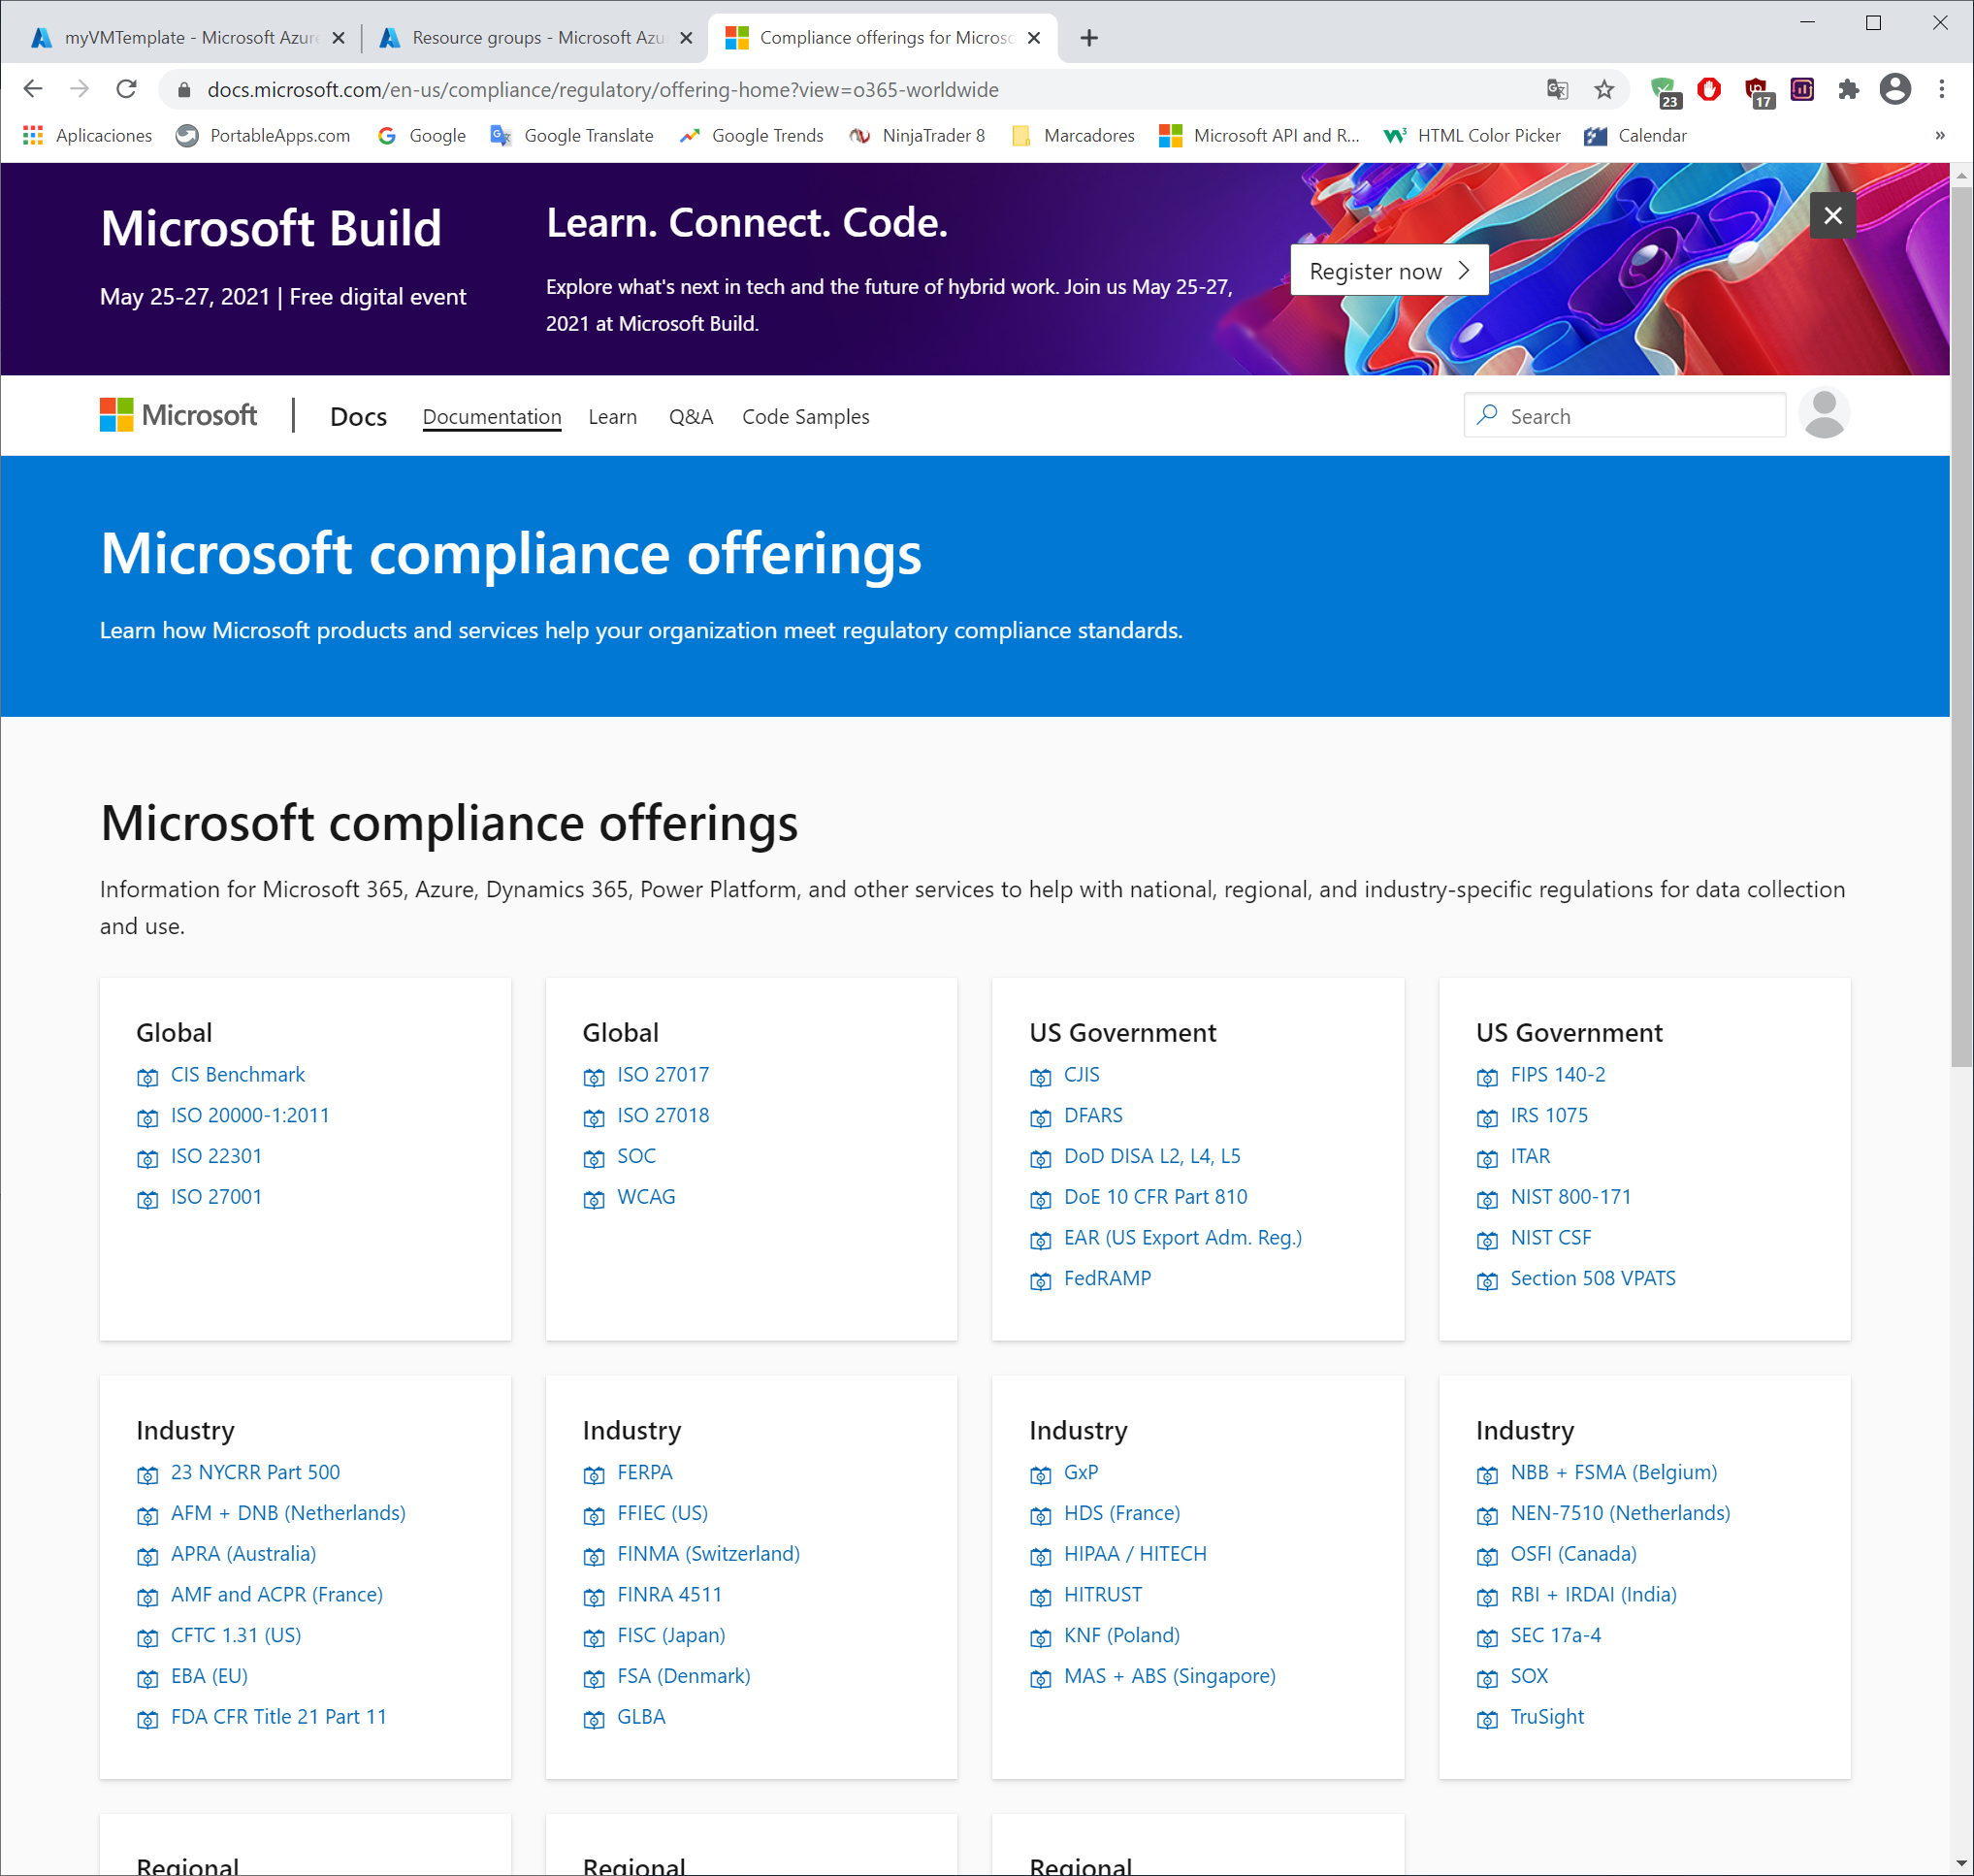 myVMTemplate - Microsoft Azure
Resource groups - Microsoft Azu
Compliance offerings for Microso
docs.microsoft.com/en-us/compliance/regulatory/offering-home?view=o365-worldwide
23
17
Aplicaciones
PortableApps.com
Google
Google Translate
Google Trends
NinjaTrader 8
Marcadores
Microsoft API and R...
HTML Color Picker
Calendar
»
Microsoft Build
May 25-27, 2021 | Free digital event
Learn. Connect. Code.
Explore what's next in tech and the future of hybrid work. Join us May 25-27,
2021 at Microsoft Build.
Register now
Microsoft
Docs
Documentation
Learn
Q&A
Code Samples
Search
Microsoft compliance offerings
Learn how Microsoft products and services help your organization meet regulatory compliance standards.
Microsoft compliance offerings
Information for Microsoft 365, Azure, Dynamics 365, Power Platform, and other services to help with national, regional, and industry-specific regulations for data collection
and use.
Global
CIS Benchmark
ISO 20000-1:2011
ISO 22301
ISO 27001
Global
ISO 27017
ISO 27018
SOC
WCAG
US Government
CJIS
DFARS
DoD DISA L2, L4, L5
DoE 10 CFR Part 810
EAR (US Export Adm. Reg.)
FedRAMP
US Government
FIPS 140-2
IRS 1075
ITAR
NIST 800-171
NIST CSF
Section 508 VPATS
Industry
23 NYCRR Part 500
AFM + DNB (Netherlands)
APRA (Australia)
AMF and ACPR (France)
CFTC 1.31 (US)
EBA (EU)
FDA CFR Title 21 Part 11
Industry
FERPA
FFIEC (US)
FINMA (Switzerland)
FINRA 4511
FISC (Japan)
FSA (Denmark)
GLBA
Industry
GxP
HDS (France)
HIPAA / HITECH
HITRUST
KNF (Poland)
MAS + ABS (Singapore)
Industry
NBB + FSMA (Belgium)
NEN-7510 (Netherlands)
OSFI (Canada)
RBI + IRDAI (India)
SEC 17a-4
SOX
TruSight
Regional
Regional
Regional